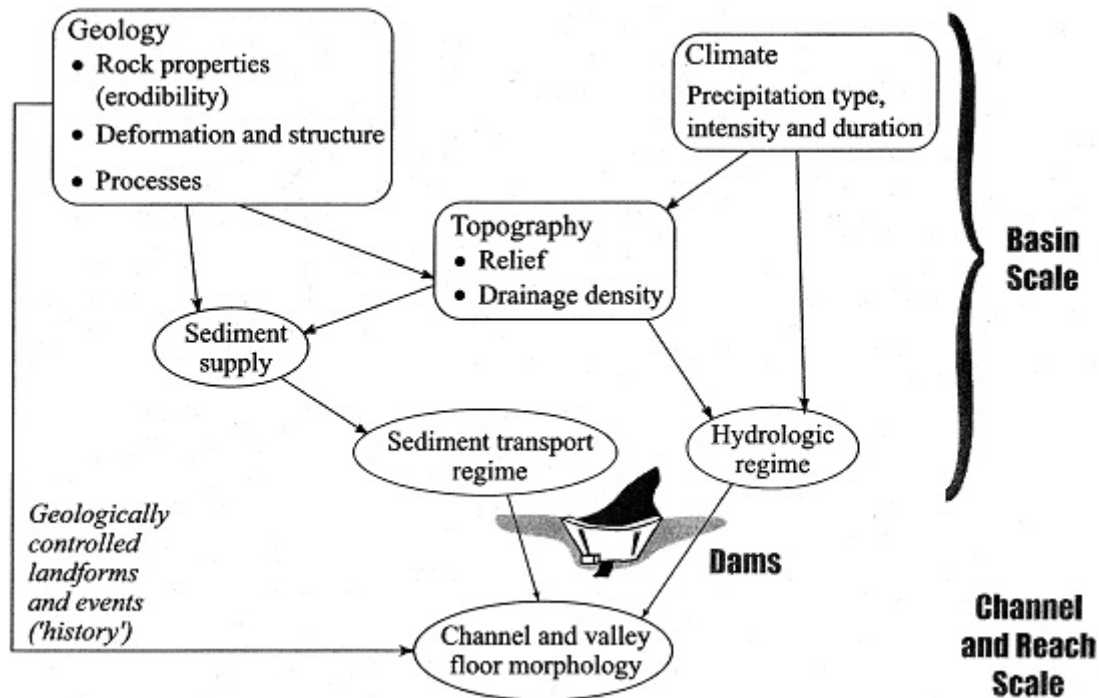 Geology
• Rock properties
(erodibility)
• Deformation and structure
• Processes
Climate
Precipitation type,
intensity and duration
Topography
• Relief
• Drainage density
Basin
Scale
Sediment
supply
Sediment transport
regime
Hydrologic
regime
Geologically
controlled
landforms
and events
('history')
Dams
Channel and valley
floor morphology
Channel
and Reach
Scale